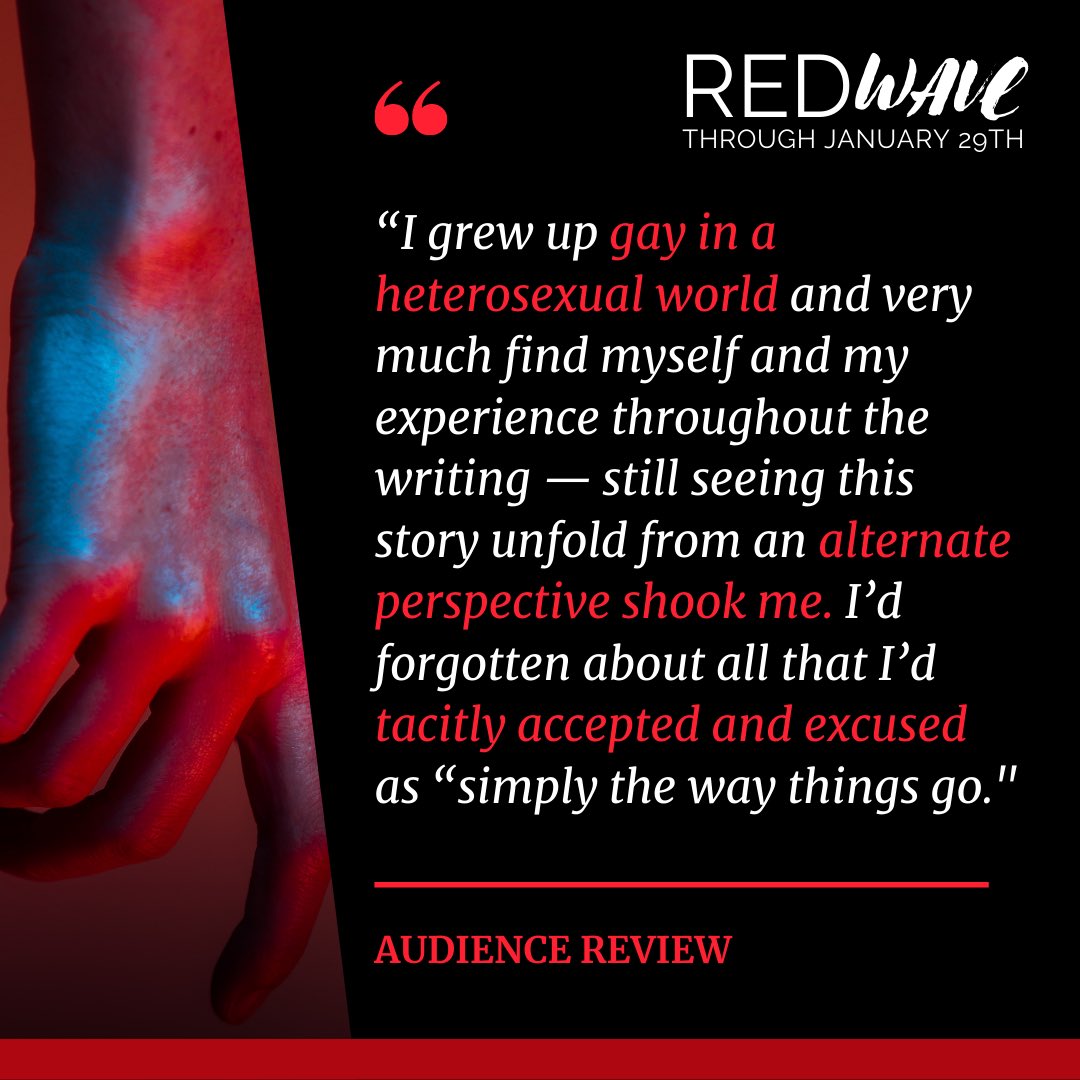 REDWAVE
THROUGH JANUARY 29TH
“
“I grew up gay in a
heterosexual world and very
much find myself and my
experience throughout the
writing — still seeing this
story unfold from an alternate
perspective shook me. I’d
forgotten about all that I’d
tacitly accepted and excused
as “simply the way things go."
AUDIENCE REVIEW